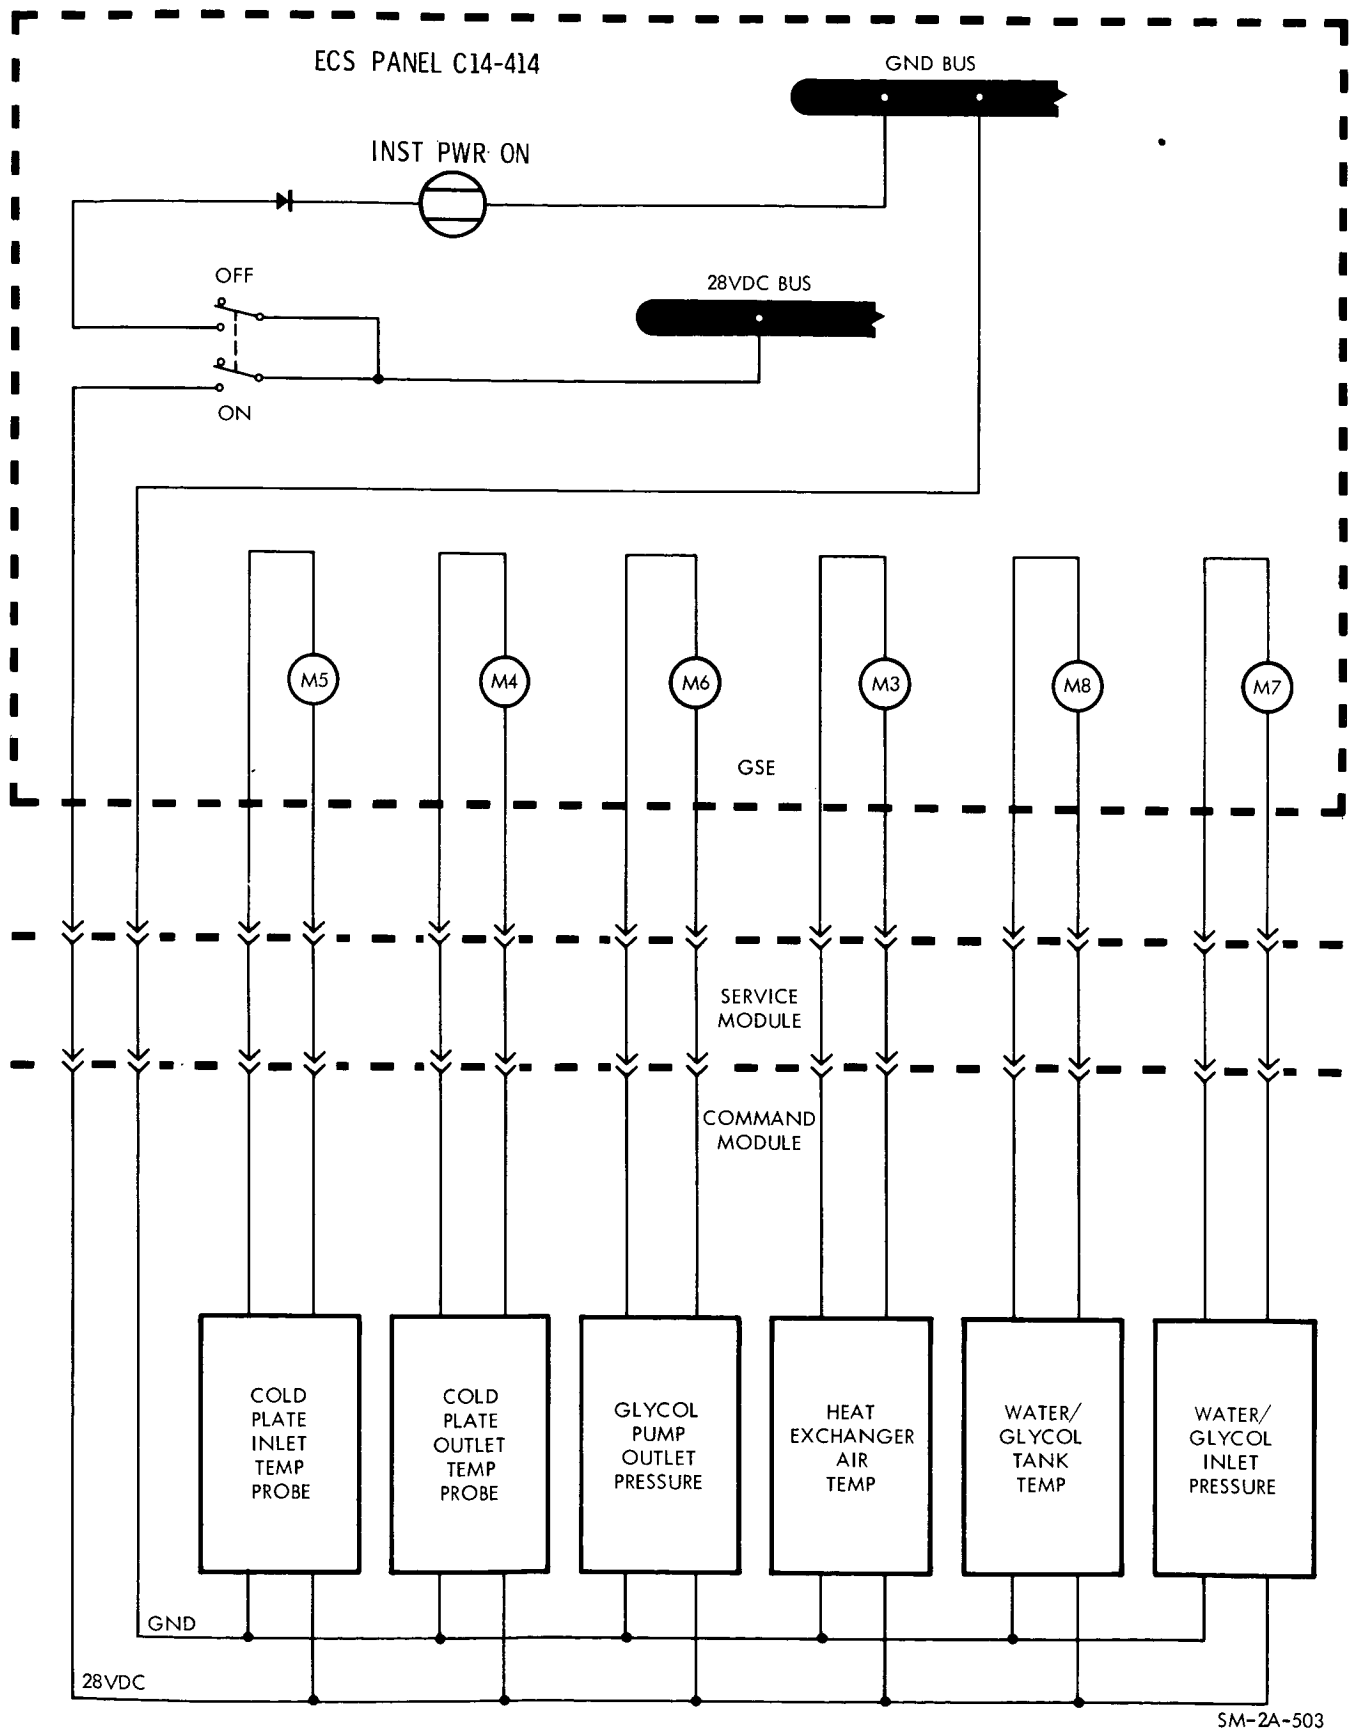 ECS PANEL C14-414
GND BUS
INST PWR ON
OFF
28VDC BUS
ON
M5
M4
M6
M3
M8
M7
GSE
SERVICE
MODULE
COMMAND
MODULE
COLD
PLATE
INLET
TEMP
PROBE
COLD
PLATE
OUTLET
TEMP
PROBE
GLYCOL
PUMP
OUTLET
PRESSURE
HEAT
EXCHANGER
AIR
TEMP
WATER/
GLYCOL
TANK
TEMP
WATER/
GLYCOL
INLET
PRESSURE
GND
28VDC
SM-2A-503